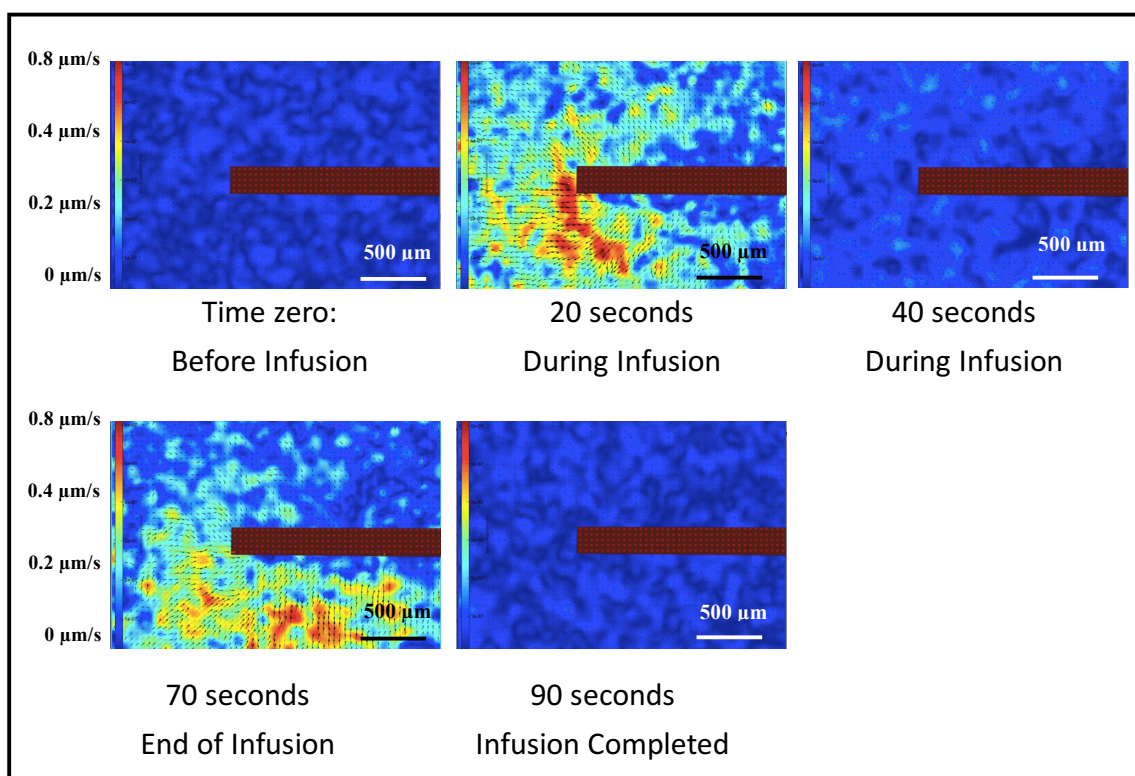 0.8 µm/s
0.4 µm/s
0.2 µm/s
0 µm/s
500 µm
500 µm
500 µm
Time zero:
Before Infusion
20 seconds
During Infusion
40 seconds
During Infusion
0.8 µm/s
0.4 µm/s
0.2 µm/s
0 µm/s
500 µm
500 µm
70 seconds
End of Infusion
90 seconds
Infusion Completed